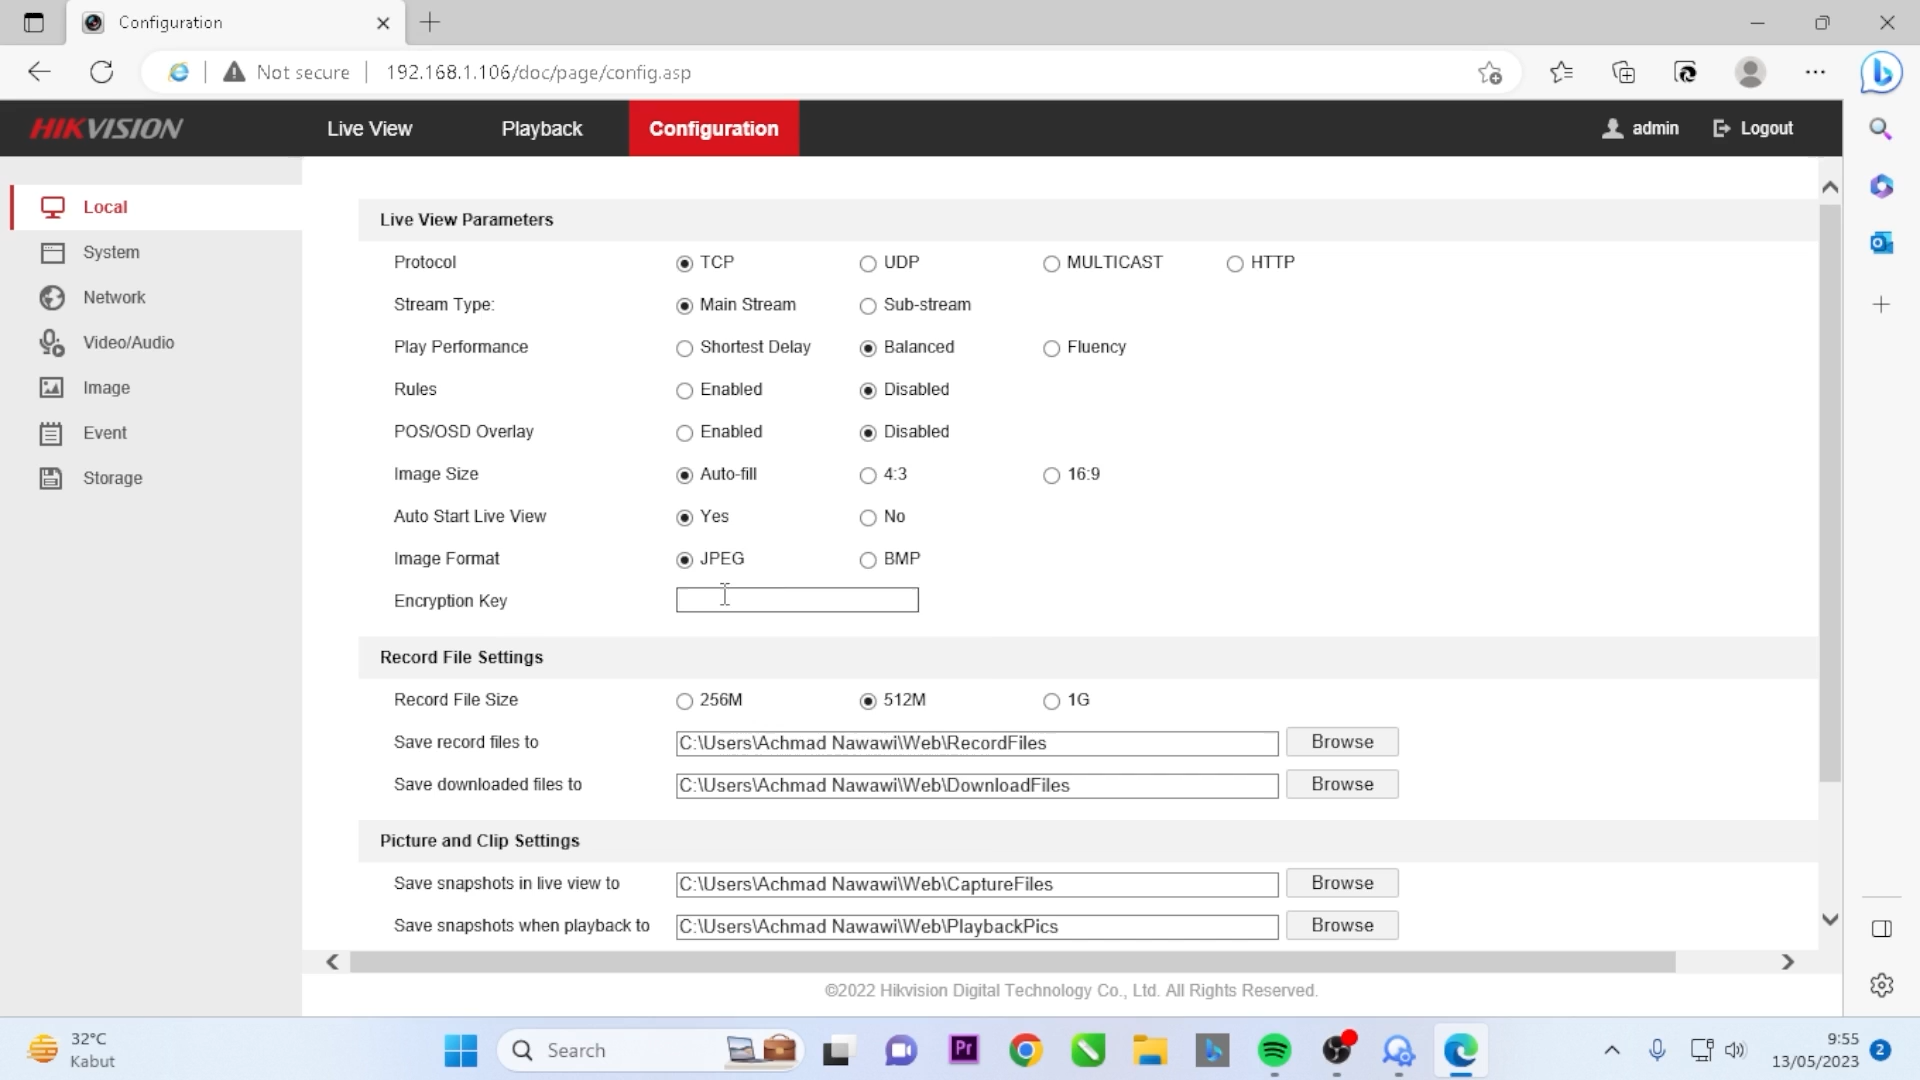 Configuration
Not secure
192.168.1.106/doc/page/config.asp
HIKVISION
Live View
Playback
Configuration
admin
Logout
Local
System
Network
Video/Audio
Image
Event
Storage
Live View Parameters
Protocol TCP UDP MULTICAST HTTP
Stream Type: Main Stream Sub-stream
Play Performance Shortest Delay Balanced Fluency
Rules Enabled Disabled
POS/OSD Overlay Enabled Disabled
Image Size Auto-fill 4:3 16:9
Auto Start Live View Yes No
Image Format JPEG BMP
Encryption Key
Record File Settings
Record File Size 256M 512M 1G
Save record files to C:\Users\Achmad Nawawi\Web\RecordFiles Browse
Save downloaded files to C:\Users\Achmad Nawawi\Web\DownloadFiles Browse
Picture and Clip Settings
Save snapshots in live view to C:\Users\Achmad Nawawi\Web\CaptureFiles Browse
Save snapshots when playback to C:\Users\Achmad Nawawi\Web\PlaybackPics Browse
©2022 Hikvision Digital Technology Co., Ltd. All Rights Reserved.
32°C
Kabut
Search
Pr
9:55
13/05/2023
2